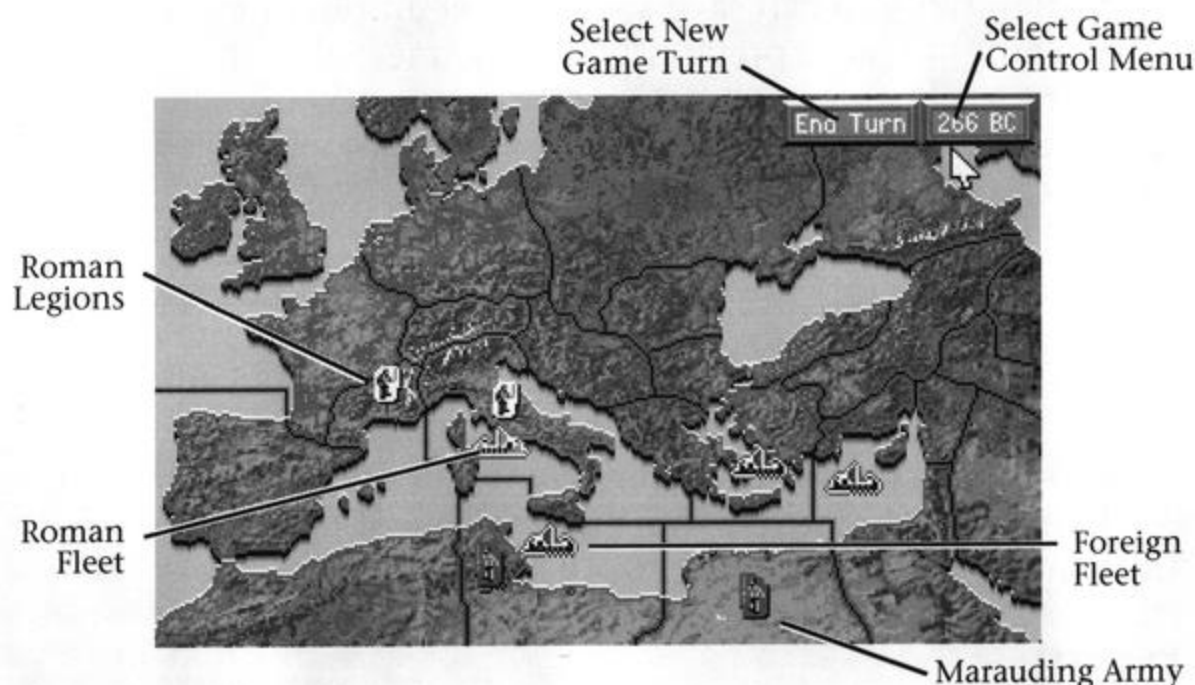 Select New
Game Turn
Select Game
Control Menu
End Turn
266 BC
Roman
Legions
Roman
Fleet
Foreign
Fleet
Marauding Army